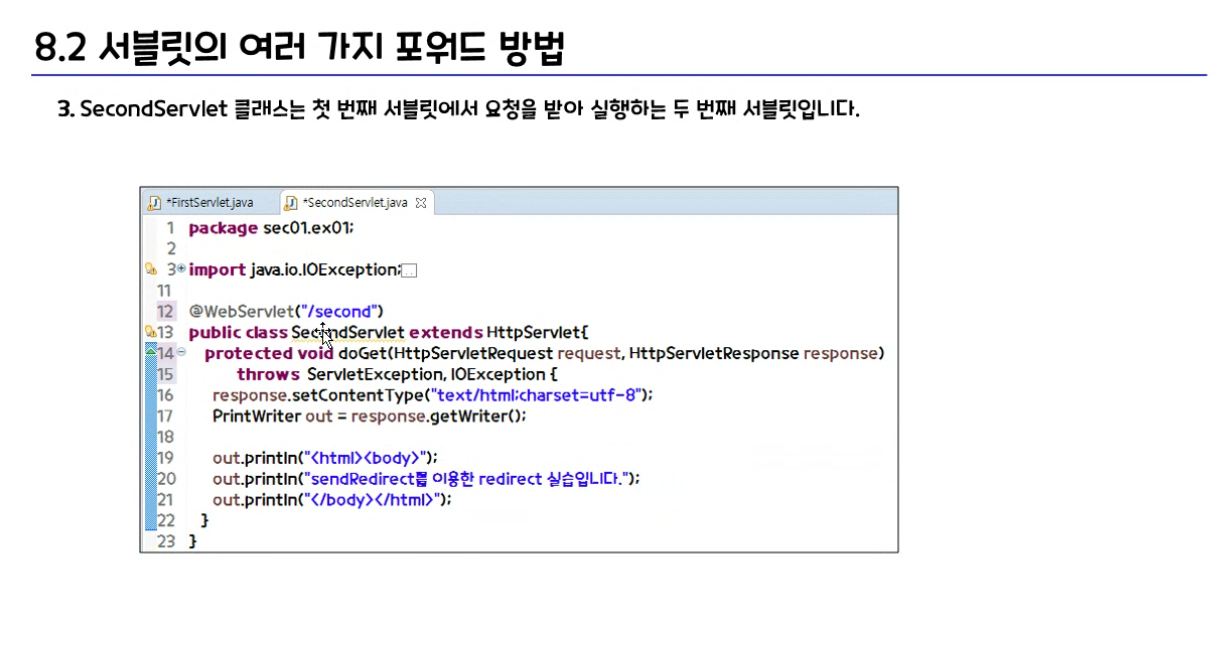 8.2 서블릿의 여러 가지 포워드 방법
3. SecondServlet 클래스는 첫 번째 서블릿에서 요청을 받아 실행하는 두 번째 서블릿입니다.
*FirstServlet.java *SecondServlet.java
1 package sec01.ex01;
2
3 import java.io.IOException;
11
12 @WebServlet("/second")
13 public class SecondServlet extends HttpServlet{
14 protected void doGet(HttpServletRequest request, HttpServletResponse response)
15 throws ServletException, IOException {
16 response.setContentType("text/html;charset=utf-8");
17 PrintWriter out = response.getWriter();
18
19 out.println("<html><body>");
20 out.println("sendRedirect를 이용한 redirect 실습입니다.");
21 out.println("</body></html>");
22 }
23 }